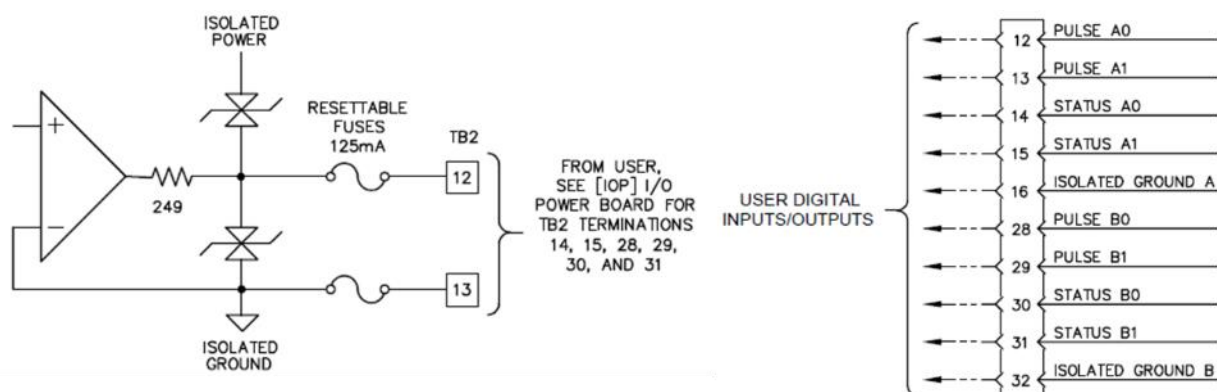 ISOLATED
POWER
RESETTABLE
FUSES
125mA
TB2
+
-
249
12
13
ISOLATED
GROUND
FROM USER,
SEE [IOP] I/O
POWER BOARD FOR
TB2 TERMINATIONS
14, 15, 28, 29,
30, AND 31
USER DIGITAL
INPUTS/OUTPUTS
12 PULSE A0
13 PULSE A1
14 STATUS A0
15 STATUS A1
16 ISOLATED GROUND A
28 PULSE B0
29 PULSE B1
30 STATUS B0
31 STATUS B1
32 ISOLATED GROUND B